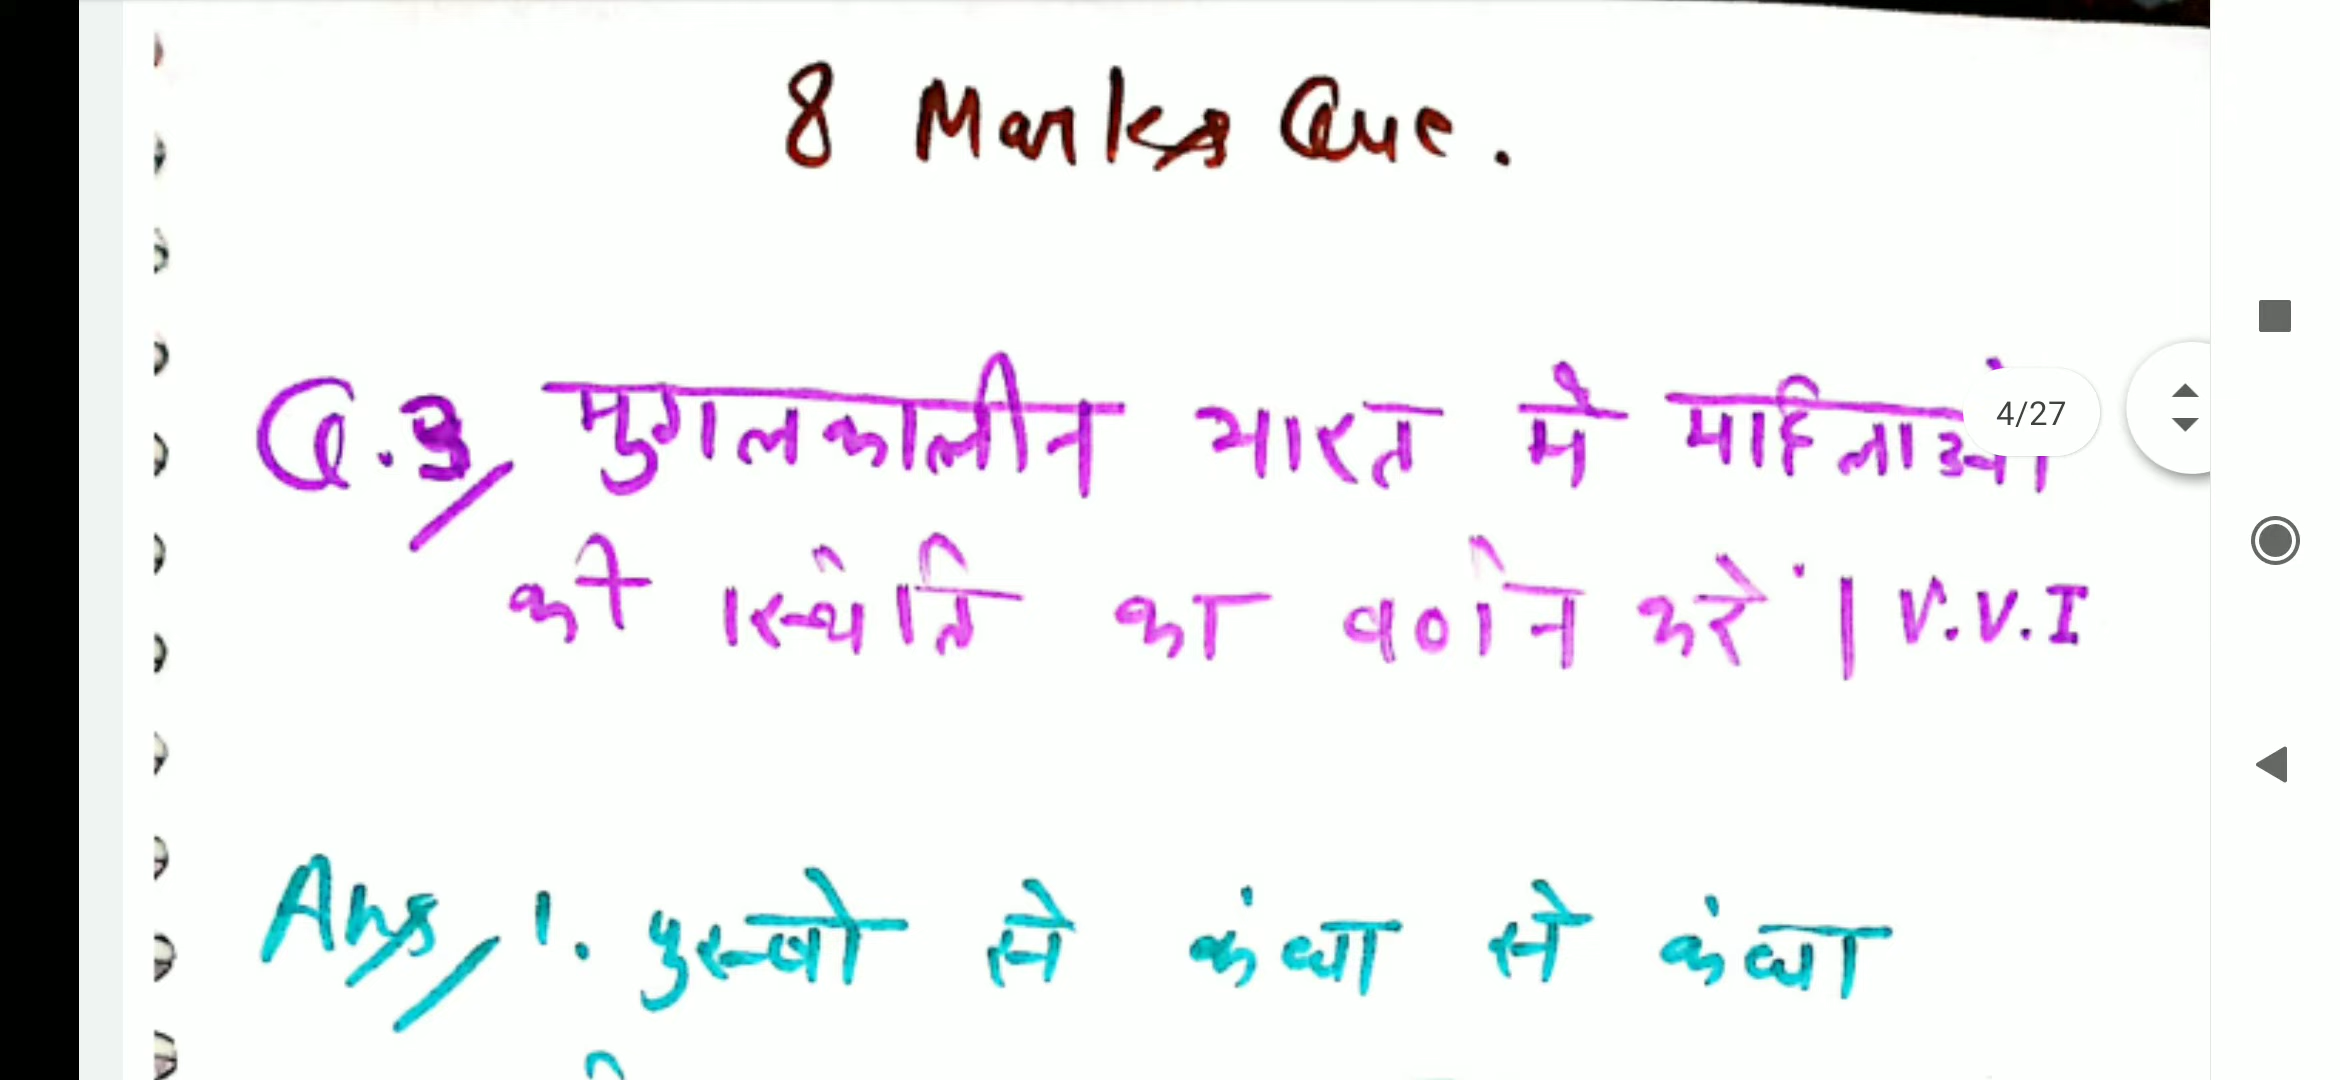 8 Marks Que.
Q.3 मुगलकालीन भारत मे महिलाओं
4/27
की स्थिति का वर्णन करें | V.V.I
Ans 1. पुरूषो से कंधा से कंधा